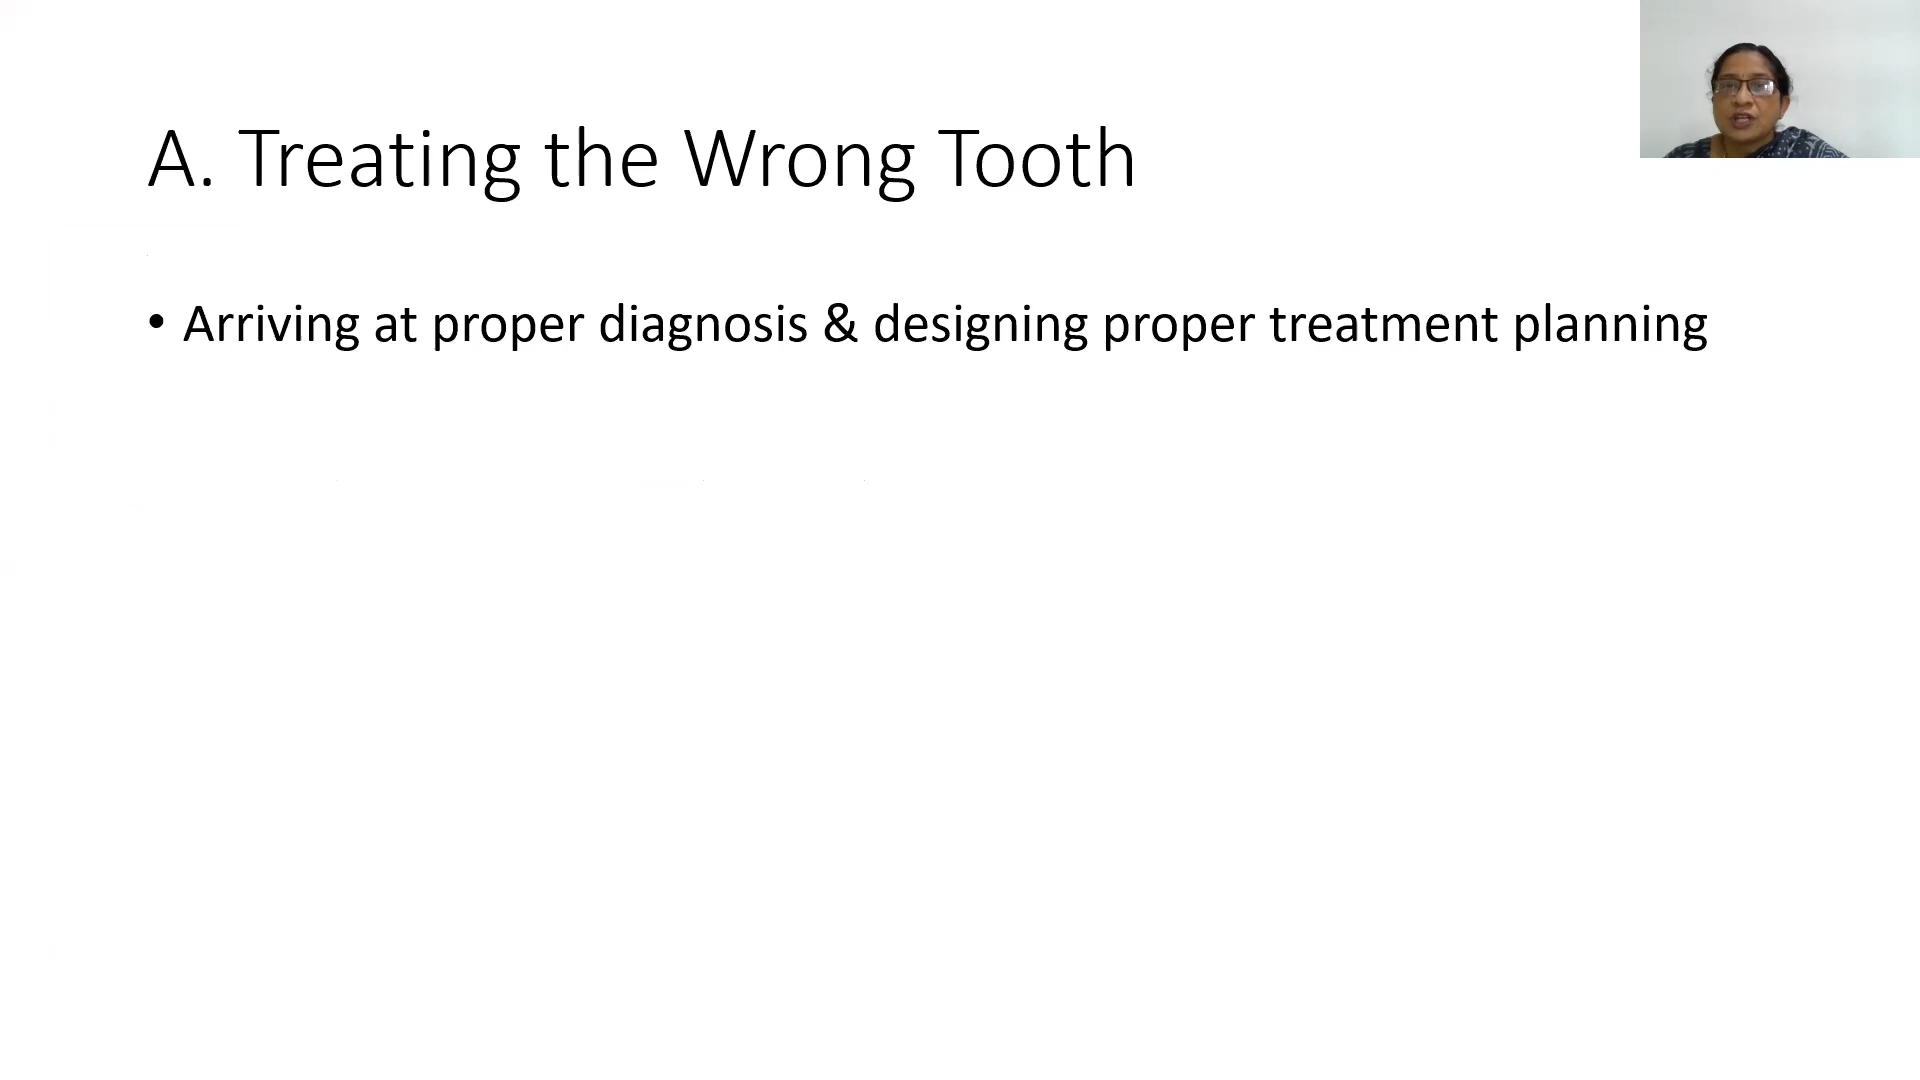 A. Treating the Wrong Tooth
• Arriving at proper diagnosis & designing proper treatment planning